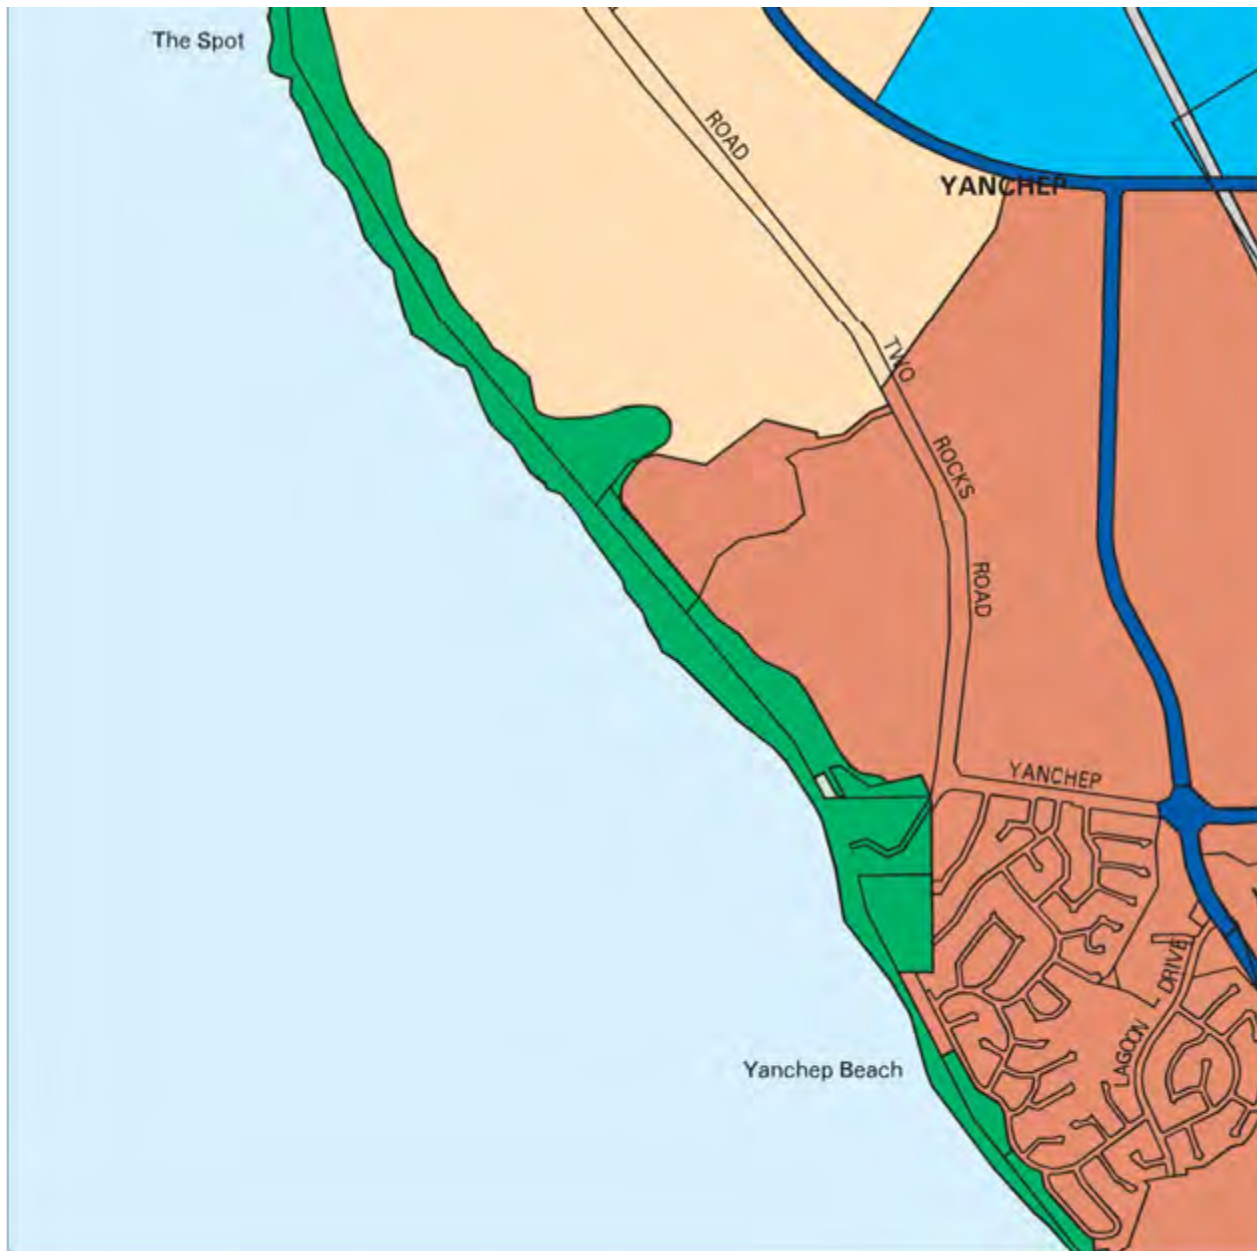 The Spot
ROAD
YANCHEP
TWO
ROCKS
ROAD
YANCHEP
LAGOON DRIVE
Yanchep Beach